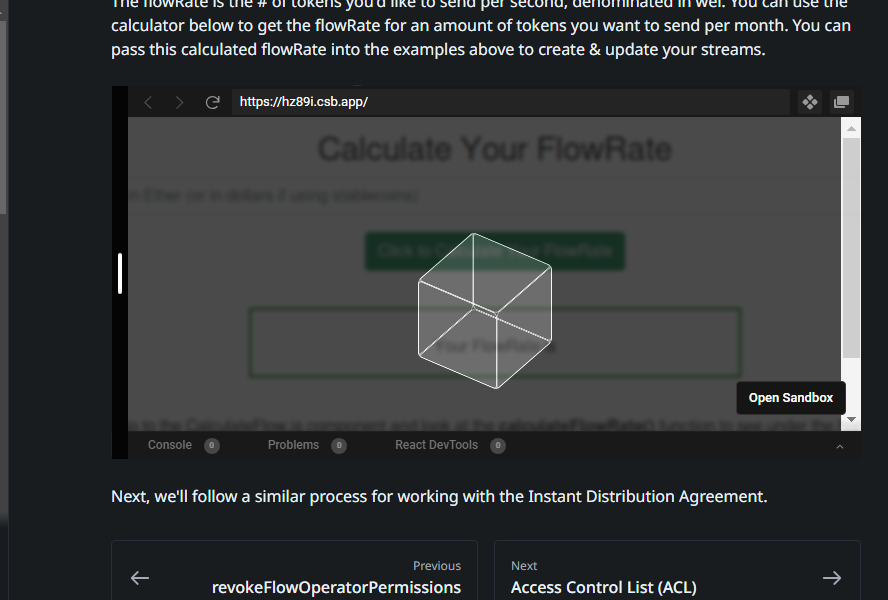 The flowRate is the # of tokens you'd like to send per second, denominated in wei. You can use the
calculator below to get the flowRate for an amount of tokens you want to send per month. You can
pass this calculated flowRate into the examples above to create & update your streams.
https://hz89i.csb.app/
Calculate Your FlowRate
in Ether (or in dollars if using stablecoins)
Click to Calculate Your FlowRate
Your FlowRate is
to the CalculateFlow.js component and look at the calculateFlowRate() function to see under the
Open Sandbox
Console 0 Problems 0 React DevTools 0
Next, we'll follow a similar process for working with the Instant Distribution Agreement.
Previous
revokeFlowOperatorPermissions
Next
Access Control List (ACL)